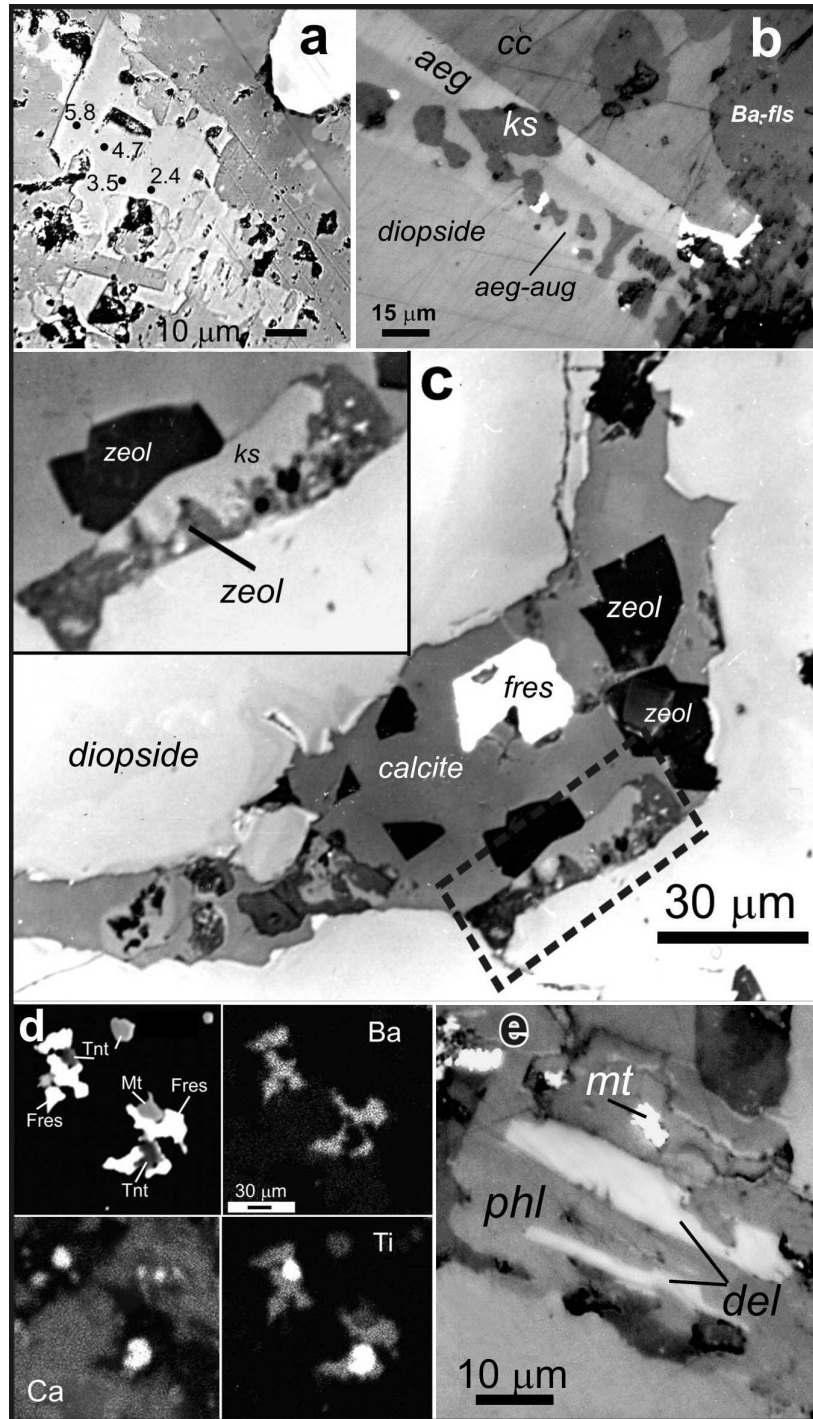 a
5.8
4.7
3.5
2.4
10 μm
b
cc
aeg
ks
Ba-fls
diopside
aeg-aug
15 μm
c
zeol
ks
zeol
zeol
fres
zeol
diopside
calcite
30 μm
d
Tnt
Mt
Fres
Fres
Tnt
Ba
30 μm
Ca
Ti
e
mt
phl
del
10 μm